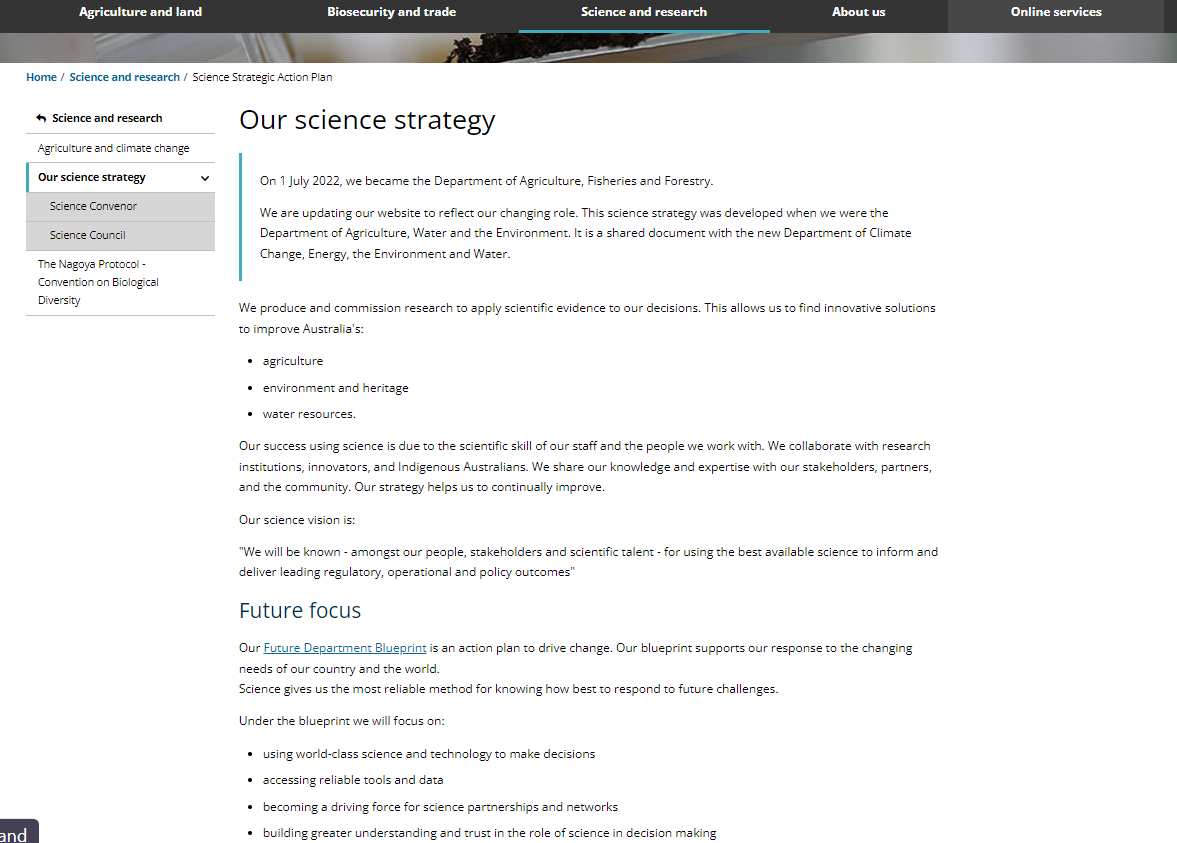 Agriculture and land
Biosecurity and trade
Science and research
About us
Online services
Home / Science and research / Science Strategic Action Plan
Science and research
Agriculture and climate change
Our science strategy
Science Convenor
Science Council
The Nagoya Protocol -
Convention on Biological
Diversity
Our science strategy
On 1 July 2022, we became the Department of Agriculture, Fisheries and Forestry.
We are updating our website to reflect our changing role. This science strategy was developed when we were the
Department of Agriculture, Water and the Environment. It is a shared document with the new Department of Climate
Change, Energy, the Environment and Water.
We produce and commission research to apply scientific evidence to our decisions. This allows us to find innovative solutions
to improve Australia's:
• agriculture
• environment and heritage
• water resources.
Our success using science is due to the scientific skill of our staff and the people we work with. We collaborate with research
institutions, innovators, and Indigenous Australians. We share our knowledge and expertise with our stakeholders, partners,
and the community. Our strategy helps us to continually improve.
Our science vision is:
"We will be known - amongst our people, stakeholders and scientific talent - for using the best available science to inform and
deliver leading regulatory, operational and policy outcomes"
Future focus
Our Future Department Blueprint is an action plan to drive change. Our blueprint supports our response to the changing
needs of our country and the world.
Science gives us the most reliable method for knowing how best to respond to future challenges.
Under the blueprint we will focus on:
• using world-class science and technology to make decisions
• accessing reliable tools and data
• becoming a driving force for science partnerships and networks
• building greater understanding and trust in the role of science in decision making
and